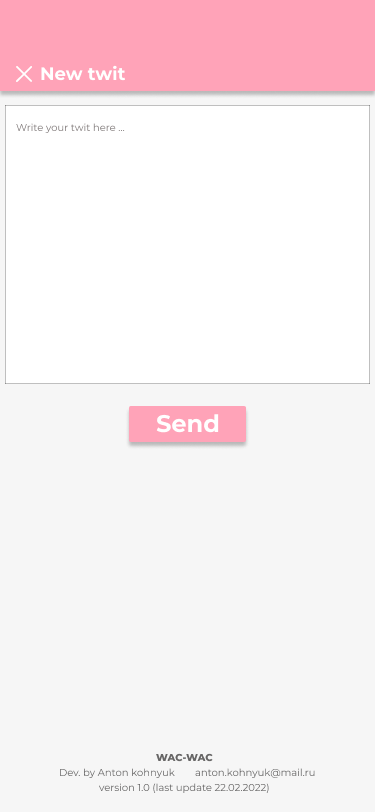 New twit
Write your twit here ...
Send
WAC-WAC
Dev. by Anton kohnyuk anton.kohnyuk@mail.ru
version 1.0 (last update 22.02.2022)